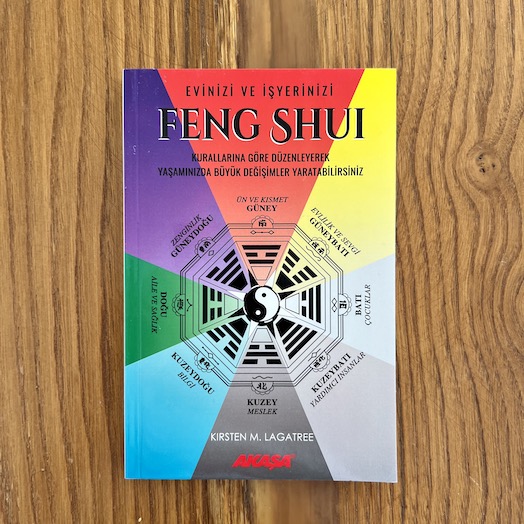 EVİNİZİ VE İŞYERİNİZİ
FENG SHUI
KURALLARINA GÖRE DÜZENLEYEREK
YAŞAMINIZDA BÜYÜK DEĞİŞİMLER YARATABİLİRSİNİZ
ÜN VE KISMET
GÜNEY
ZENGİNLİK
GÜNEYDOĞU
EVLİLİK VE SEVGİ
GÜNEYBATI
DOĞU
AİLE VE SAĞLIK
BATI
ÇOCUKLAR
KUZEYDOĞU
BİLGİ
KUZEYBATI
YARDIMCI İNSANLAR
KUZEY
MESLEK
KIRSTEN M. LAGATREE
AKAŞA